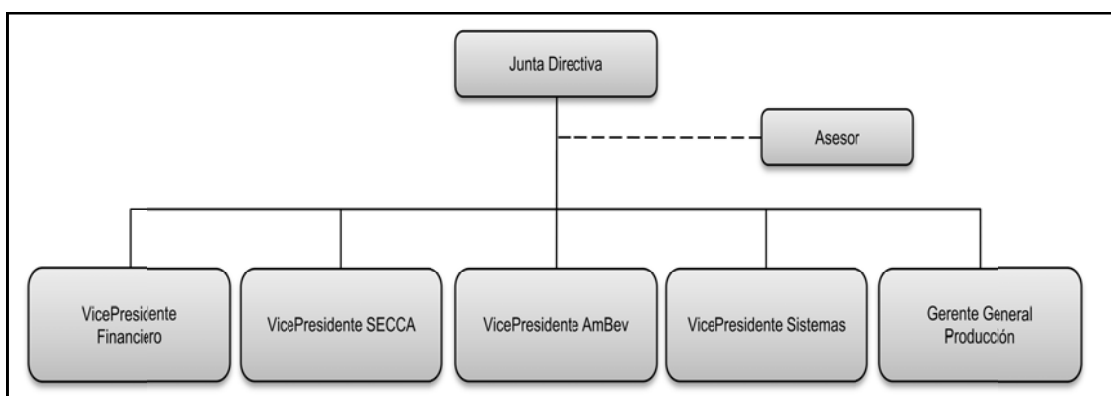 Junta Directiva
Asesor
VicePresidente
Financiero
VicePresidente SECCA
VicePresidente AmBev
VicePresidente Sistemas
Gerente General
Producción